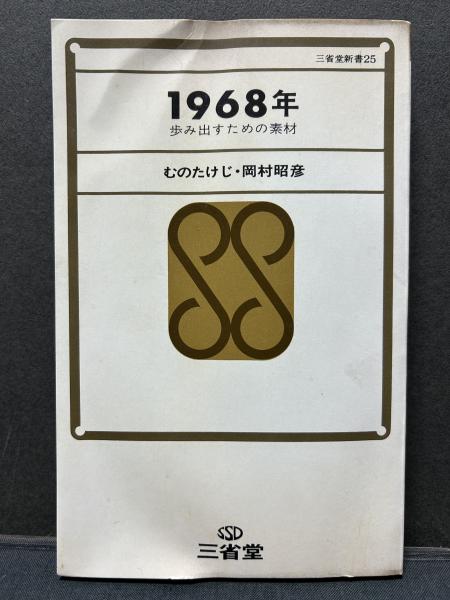 三省堂新書25
1968年
歩み出すための素材
むのたけじ・岡村昭彦
SS
SSD
三省堂